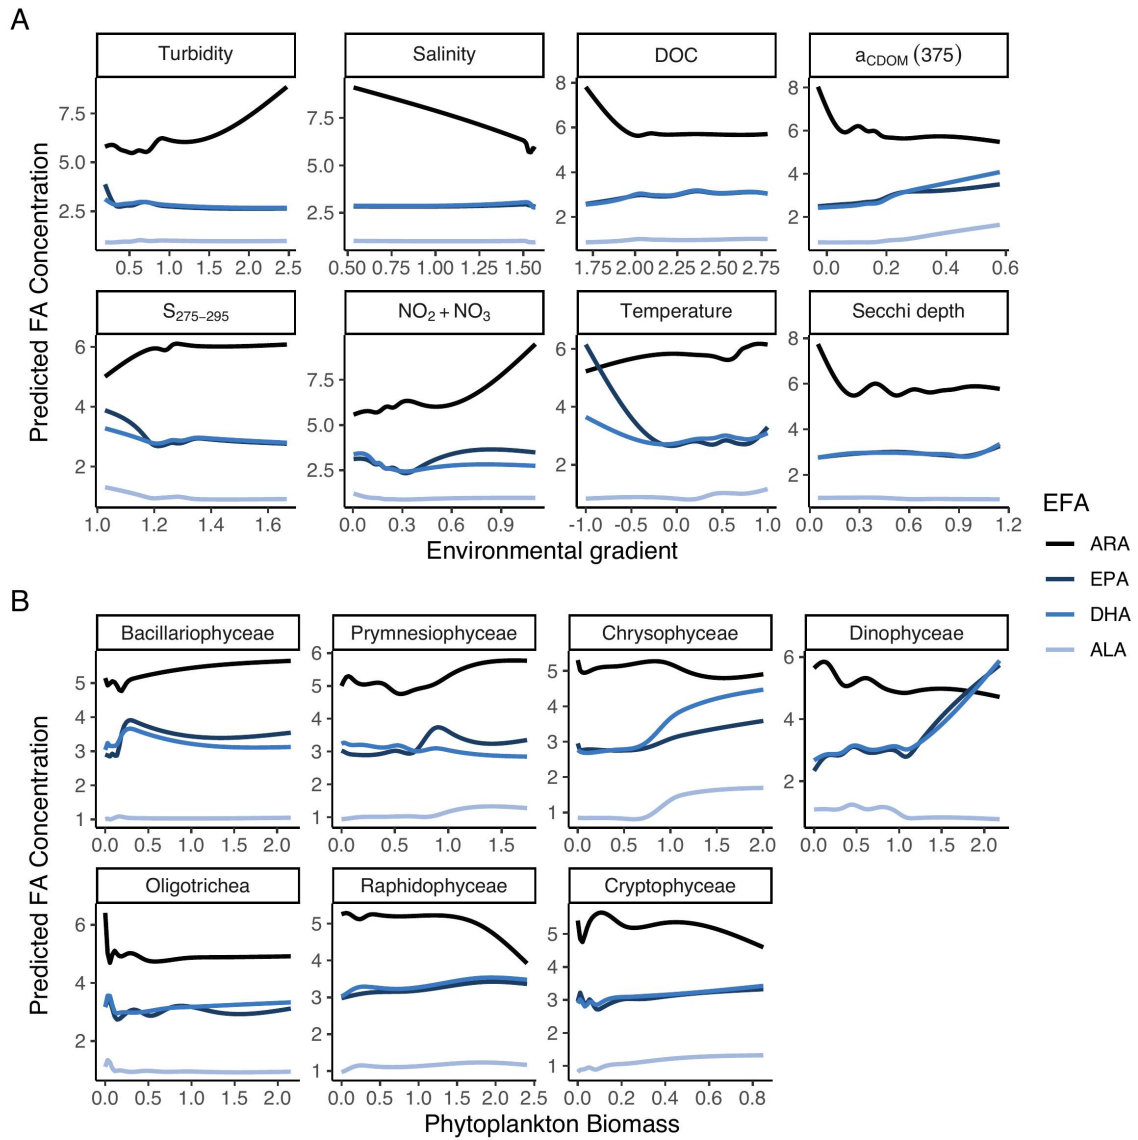 A
Turbidity Salinity DOC aCDOM (375)
7.5
5.0
2.5
7.5
5.0
2.5
8
6
4
2
8
6
4
2
0.5 1.0 1.5 2.0 2.5
0.50 0.75 1.00 1.25 1.50
1.75 2.00 2.25 2.50 2.75
0.0 0.2 0.4 0.6
Predicted FA Concentration
S275−295 NO2 + NO3 Temperature Secchi depth
6
4
2
7.5
5.0
2.5
6
4
2
8
6
4
2
1.0 1.2 1.4 1.6
0.0 0.3 0.6 0.9
-1.0 -0.5 0.0 0.5 1.0
0.0 0.3 0.6 0.9 1.2
Environmental gradient
EFA
ARA
EPA
DHA
ALA
B
Bacillariophyceae Prymnesiophyceae Chrysophyceae Dinophyceae
5
4
3
2
1
6
5
4
3
2
1
5
4
3
2
1
6
4
2
0.0 0.5 1.0 1.5 2.0
0.0 0.5 1.0 1.5
0.0 0.5 1.0 1.5 2.0
0.0 0.5 1.0 1.5 2.0
Predicted FA Concentration
Oligotrichea Raphidophyceae Cryptophyceae
6
4
2
5
4
3
2
1
5
4
3
2
1
0.0 0.5 1.0 1.5 2.0
0.0 0.5 1.0 1.5 2.0 2.5
0.0 0.2 0.4 0.6 0.8
Phytoplankton Biomass